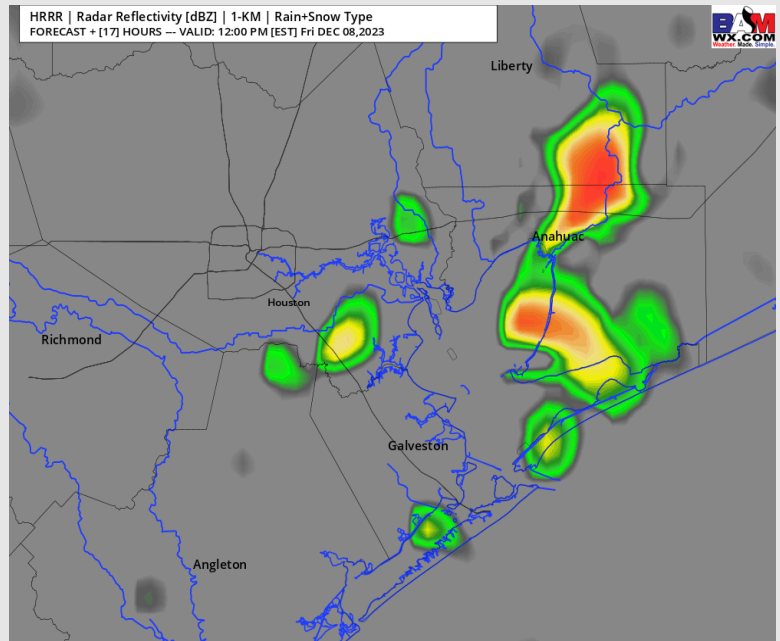 HRRR | Radar Reflectivity [dBZ] | 1-KM | Rain+Snow Type
FORECAST + [17] HOURS --- VALID: 12:00 PM [EST] Fri DEC 08,2023
BAM
WX.COM
Weather. Made. Simple.
Liberty
Anahuac
Houston
Richmond
Galveston
Angleton